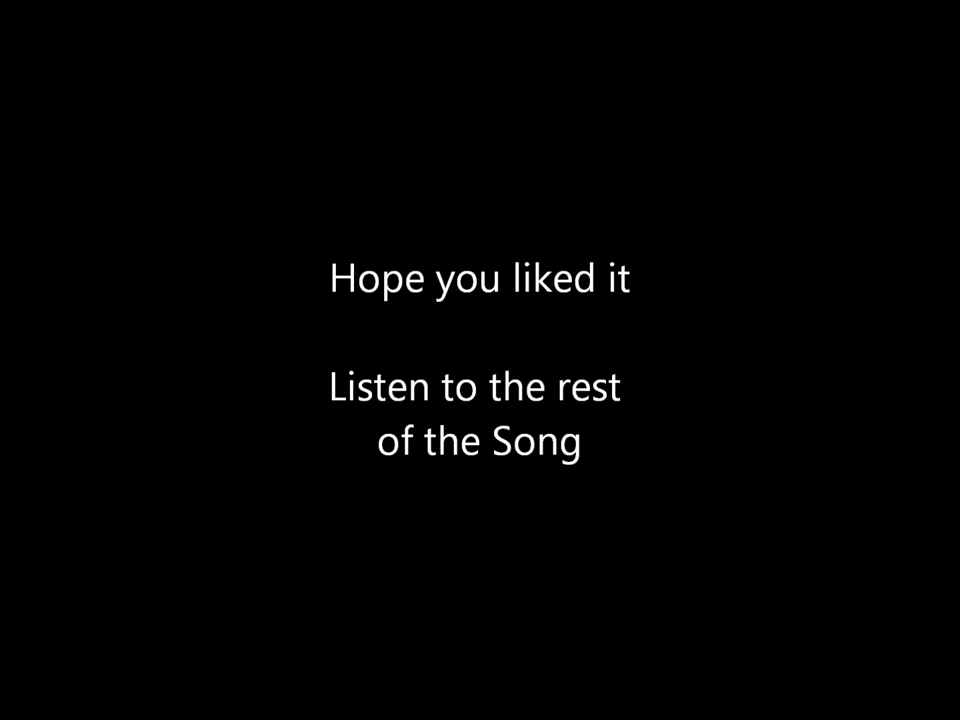 Hope you liked it
Listen to the rest
of the Song